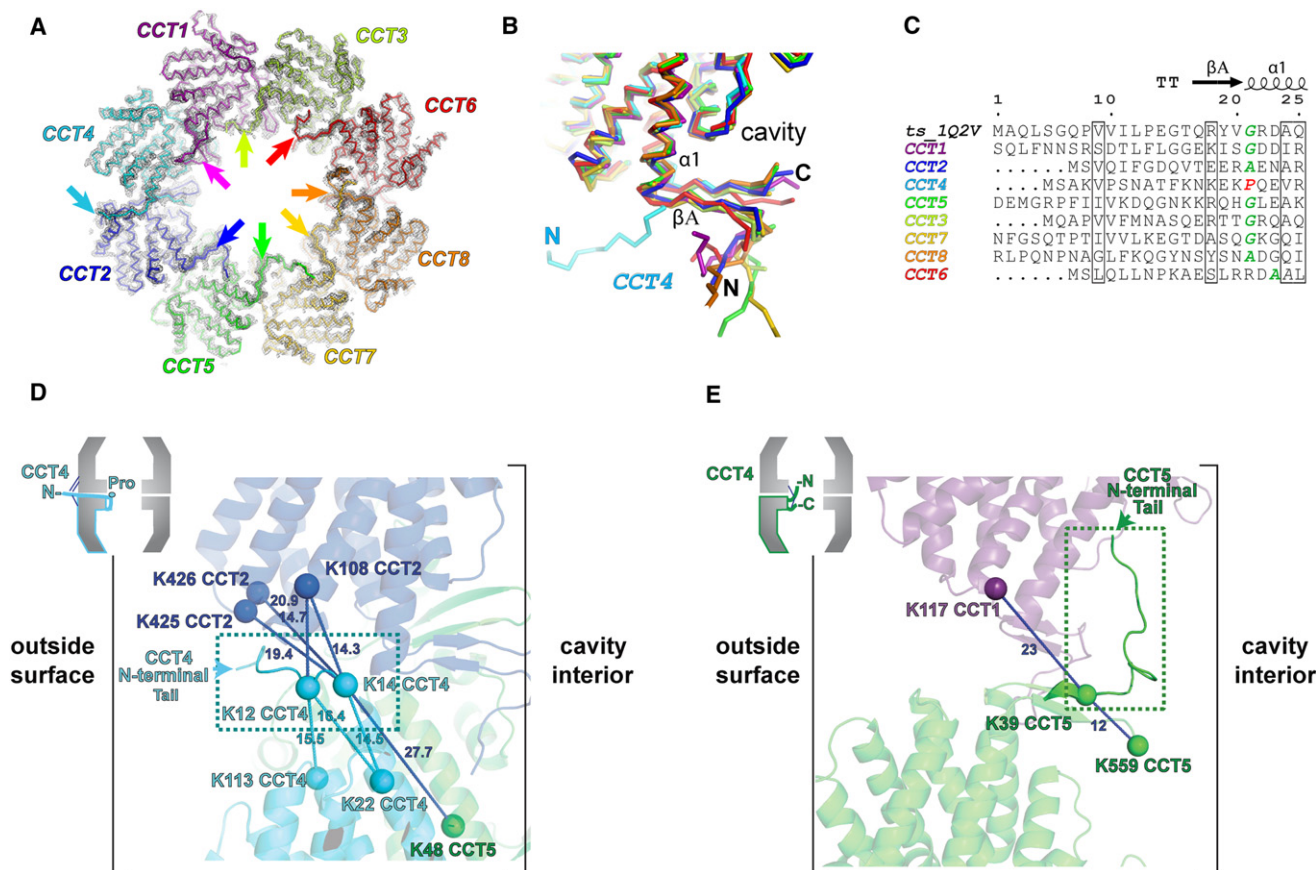 A
CCT1
CCT3
CCT4
CCT6
CCT2
CCT8
CCT5
CCT7
B
cavity
α1
C
βA
N
CCT4
N
C
TT βA α1
1 10 20 25
ts_1Q2V MAQLSGQPVVILPEGTQRYVGRDAQ
CCT1 SQLFNNSRSDTLFLGGEKISGDDIR
CCT2 ......MSVQIFGDQVTEERAENAR
CCT4 ....MSAKVPSNATFKNKEKPQEVR
CCT5 DEMGRPFIIVKDQGNKKRQHGLEAK
CCT3 ....MQAPVVFMNASQERTTGRQAQ
CCT7 NFGSQTPTIVVLKEGTDASQGKGQI
CCT8 RLPQNPNAGLFKQGYNSYSNADGQI
CCT6 ......MSLQLLNPKAESLRRDAAL
D
CCT4
N-
Pro
K426 CCT2
K108 CCT2
20.9
14.7
K425 CCT2
outside
surface
19.4
14.3
cavity
interior
CCT4
N-terminal
Tail
K14 CCT4
K12 CCT4
16.4
15.5
14.5
27.7
K113 CCT4
K22 CCT4
K48 CCT5
E
CCT4
-N
-C
CCT5
N-terminal
Tail
K117 CCT1
outside
surface
23
cavity
interior
K39 CCT5
12
K559 CCT5